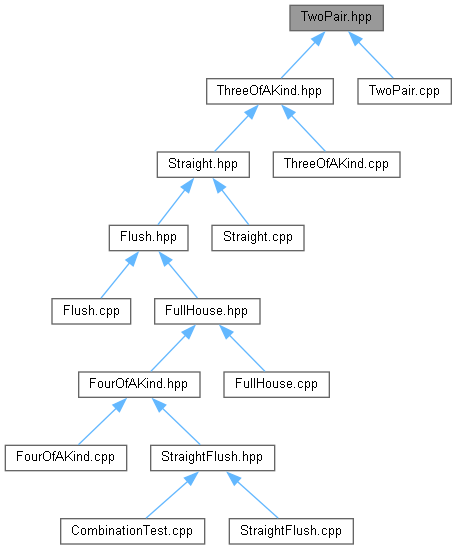 TwoPair.hpp
ThreeOfAKind.hpp
TwoPair.cpp
Straight.hpp
ThreeOfAKind.cpp
Flush.hpp
Straight.cpp
Flush.cpp
FullHouse.hpp
FourOfAKind.hpp
FullHouse.cpp
FourOfAKind.cpp
StraightFlush.hpp
CombinationTest.cpp
StraightFlush.cpp